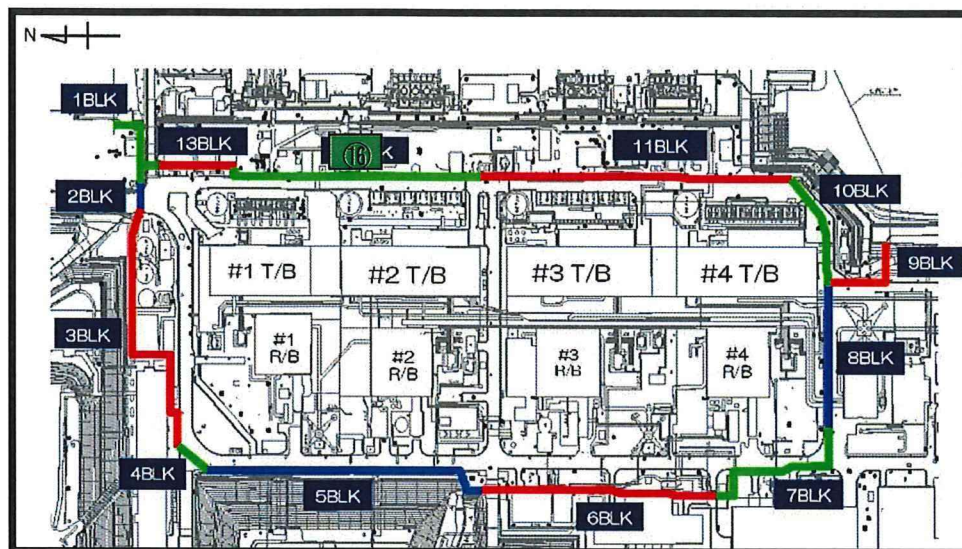 N
1BLK
13BLK
⑯
K
11BLK
2BLK
10BLK
#1 T/B
#2 T/B
#3 T/B
#4 T/B
9BLK
3BLK
#1
R/B
#2
R/B
#3
R/B
#4
R/B
8BLK
4BLK
5BLK
6BLK
7BLK